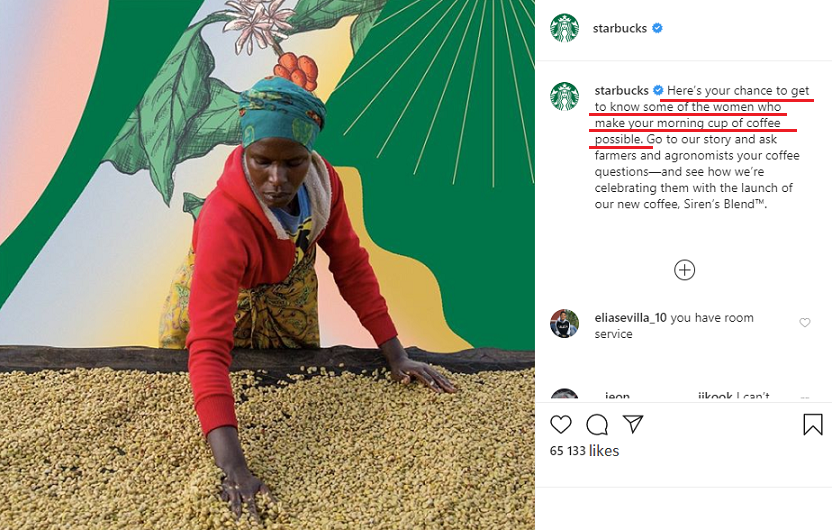 starbucks
starbucks Here's your chance to get
to know some of the women who
make your morning cup of coffee
possible. Go to our story and ask
farmers and agronomists your coffee
questions—and see how we're
celebrating them with the launch of
our new coffee, Siren's Blend™.
eliasevilla_10 you have room
service
jikook I can't
65 133 likes